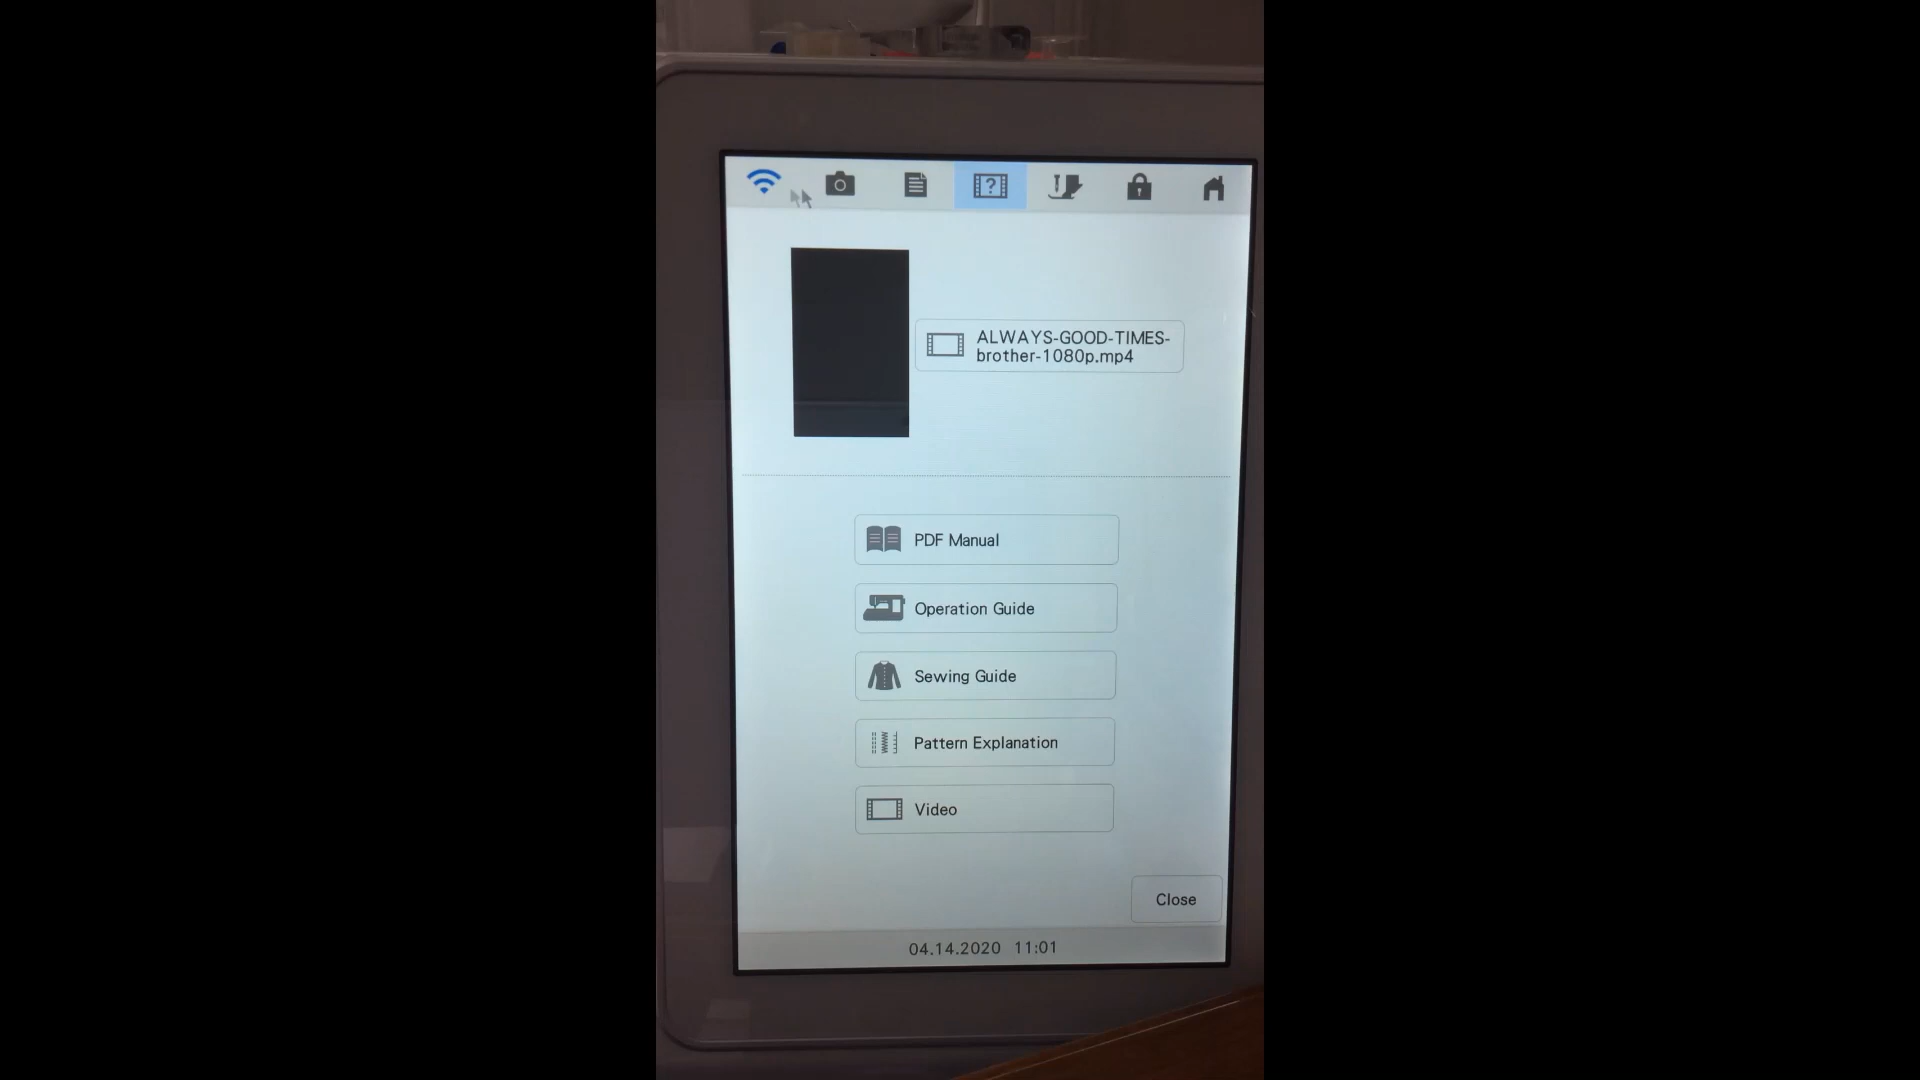 ALWAYS-GOOD-TIMES-
brother-1080p.mp4
PDF Manual
Operation Guide
Sewing Guide
Pattern Explanation
Video
Close
04.14.2020 11:01